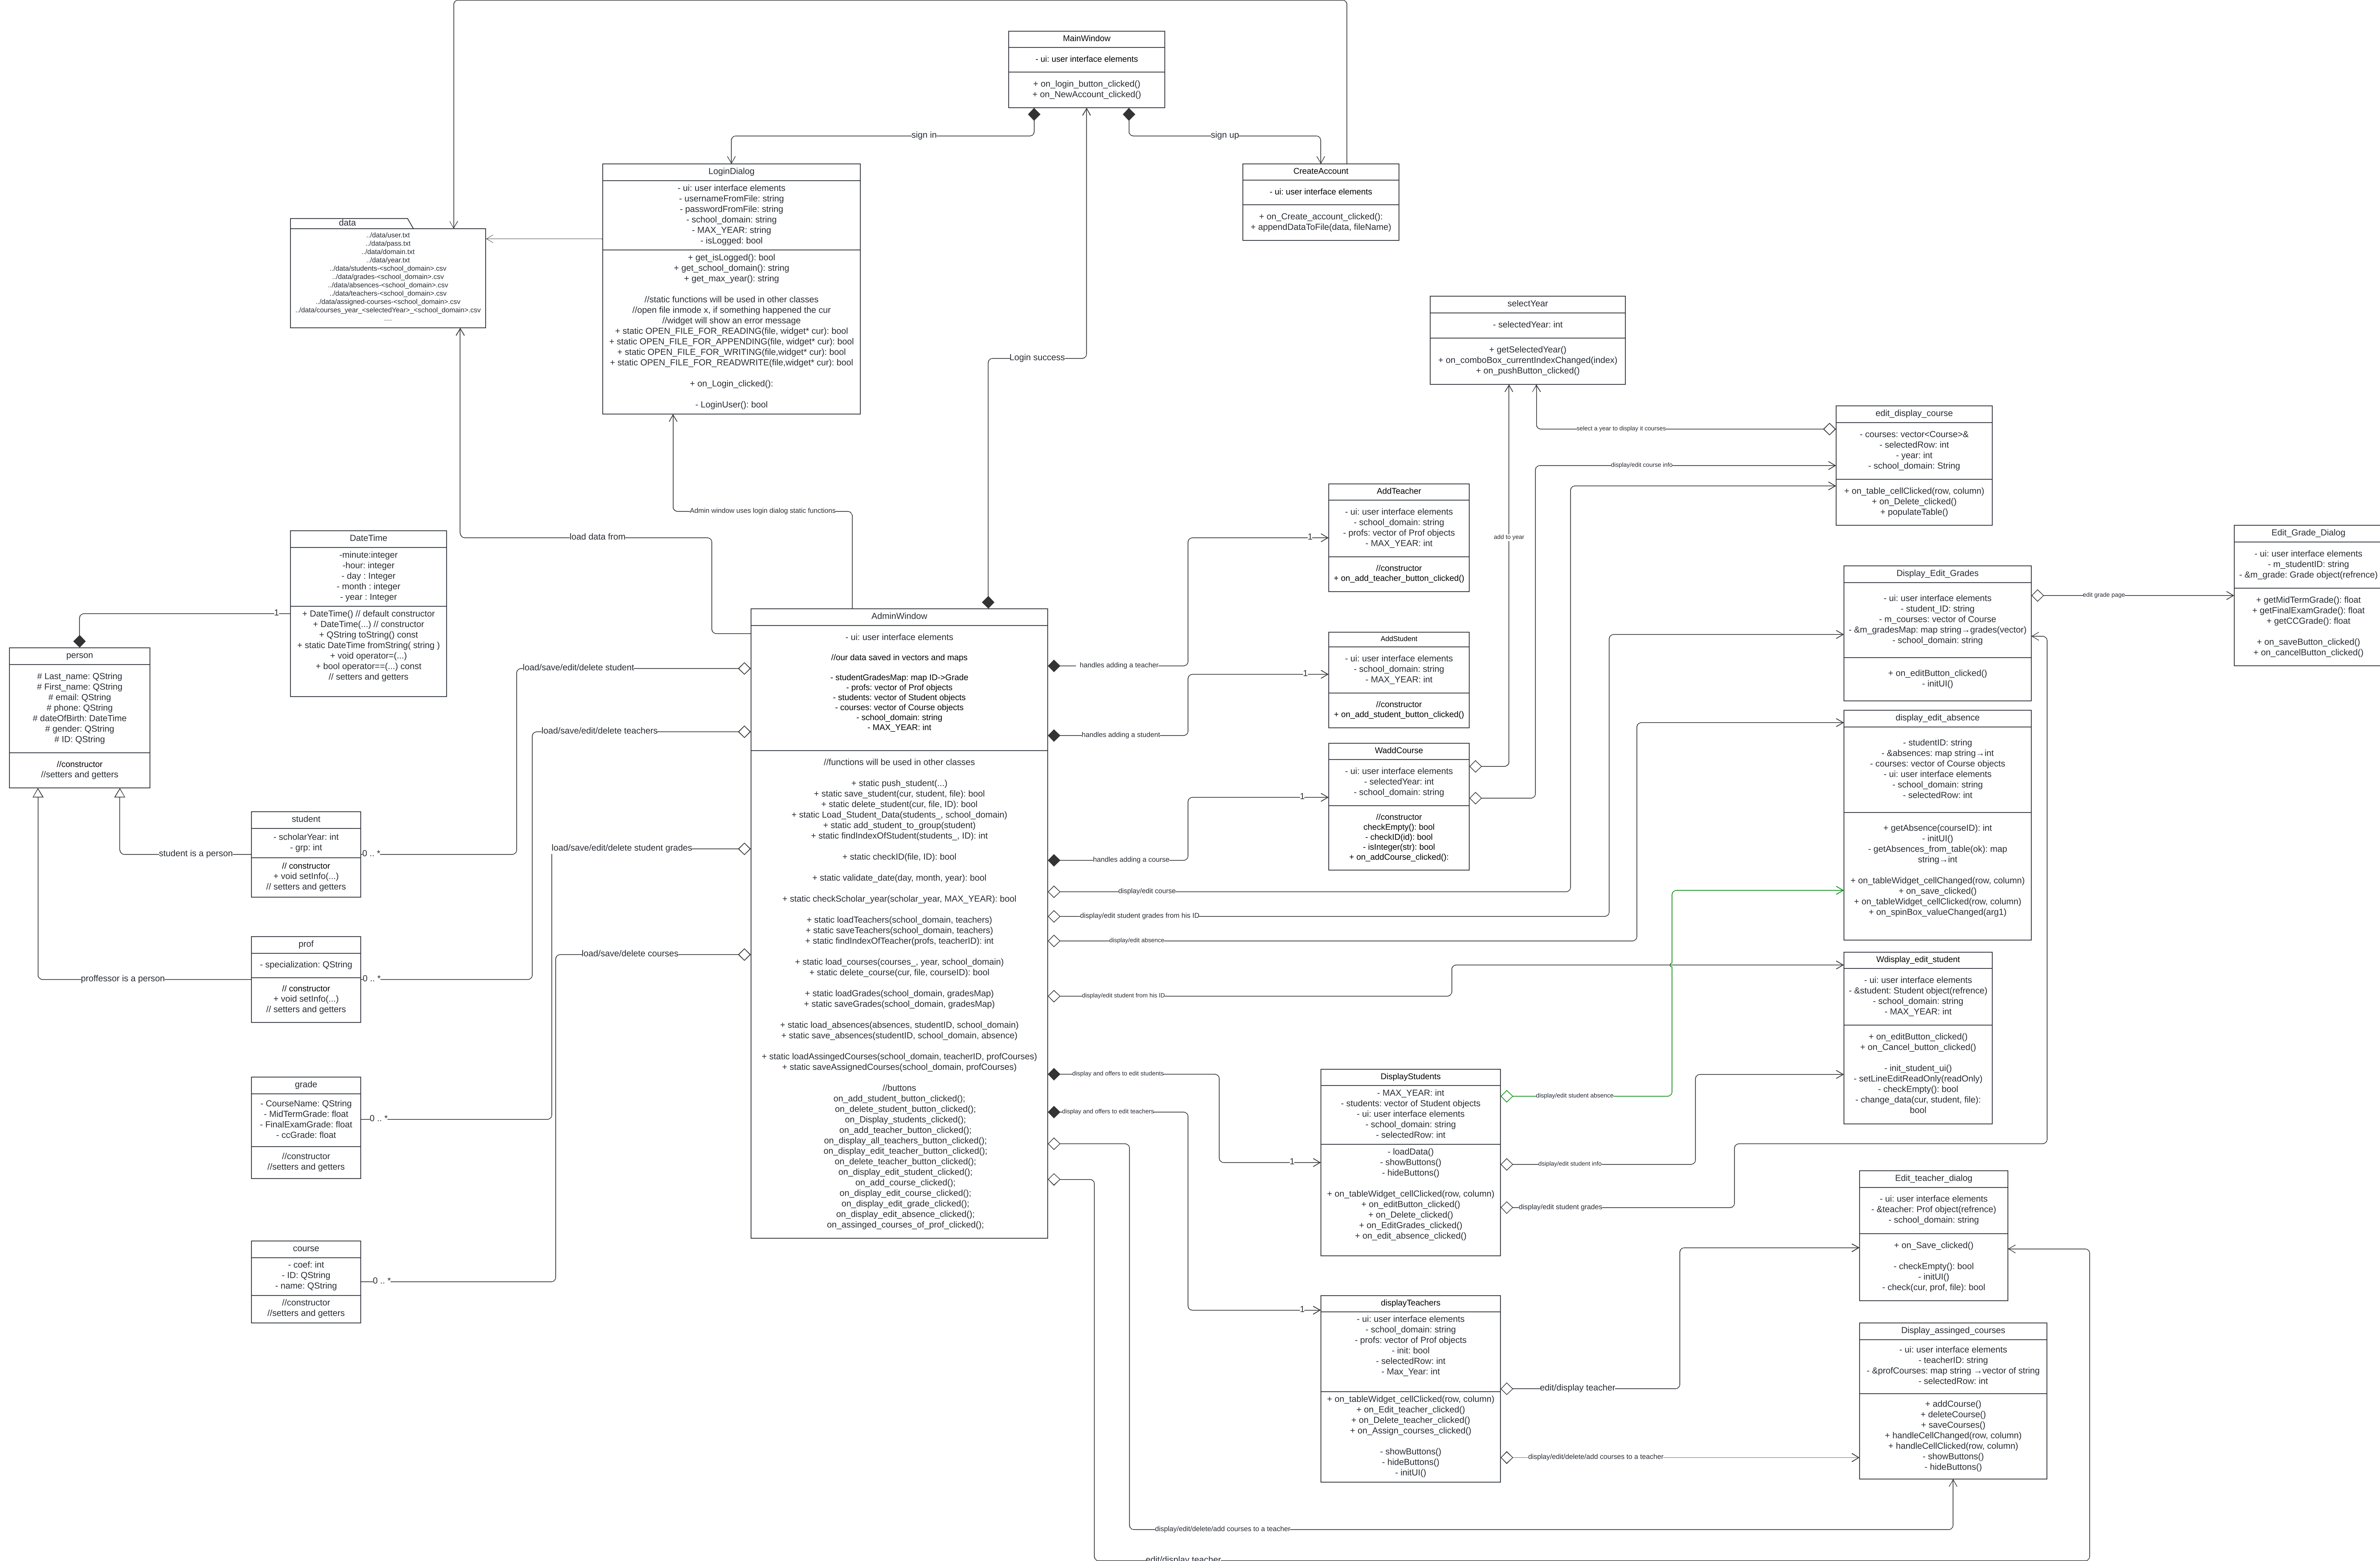 MainWindow
- ui: user interface elements
+ on_login_button_clicked()
+ on_NewAccount_clicked()
sign in
sign up
LoginDialog
- ui: user interface elements
- usernameFromFile: string
- passwordFromFile: string
- school_domain: string
- MAX_YEAR: string
- isLogged: bool
+ get_isLogged(): bool
+ get_school_domain(): string
+ get_max_year(): string
//static functions will be used in other classes
//open file inmode x, if something happened the cur
//widget will show an error message
+ static OPEN_FILE_FOR_READING(file, widget* cur): bool
+ static OPEN_FILE_FOR_APPENDING(file, widget* cur): bool
+ static OPEN_FILE_FOR_WRITING(file,widget* cur): bool
+ static OPEN_FILE_FOR_READWRITE(file,widget* cur): bool
+ on_Login_clicked():
- LoginUser(): bool
CreateAccount
- ui: user interface elements
+ on_Create_account_clicked():
+ appendDataToFile(data, fileName)
data
../data/user.txt
../data/pass.txt
../data/domain.txt
../data/year.txt
../data/students-<school_domain>.csv
../data/grades-<school_domain>.csv
../data/absences-<school_domain>.csv
../data/teachers-<school_domain>.csv
../data/assigned-courses-<school_domain>.csv
../data/courses_year_<selectedYear>_<school_domain>.csv
....
selectYear
- selectedYear: int
+ getSelectedYear()
+ on_comboBox_currentIndexChanged(index)
+ on_pushButton_clicked()
Login success
select a year to display it courses
display/edit course info
edit_display_course
- courses: vector<Course>&
- selectedRow: int
- year: int
- school_domain: String
+ on_table_cellClicked(row, column)
+ on_Delete_clicked()
+ populateTable()
Admin window uses login dialog static functions
load data from
add to year
AddTeacher
- ui: user interface elements
- school_domain: string
- profs: vector of Prof objects
- MAX_YEAR: int
//constructor
+ on_add_teacher_button_clicked()
1
DateTime
-minute:integer
-hour: integer
- day : Integer
- month : integer
- year : Integer
+ DateTime() // default constructor
+ DateTime(...) // constructor
+ QString toString() const
+ static DateTime fromString( string )
+ void operator=(...)
+ bool operator==(...) const
// setters and getters
1
Edit_Grade_Dialog
- ui: user interface elements
- m_studentID: string
- &m_grade: Grade object(refrence)
+ getMidTermGrade(): float
+ getFinalExamGrade(): float
+ getCCGrade(): float
+ on_saveButton_clicked()
+ on_cancelButton_clicked()
edit grade page
Display_Edit_Grades
- ui: user interface elements
- student_ID: string
- m_courses: vector of Course
- &m_gradesMap: map string→grades(vector)
- school_domain: string
+ on_editButton_clicked()
- initUI()
person
# Last_name: QString
# First_name: QString
# email: QString
# phone: QString
# dateOfBirth: DateTime
# gender: QString
# ID: QString
//constructor
//setters and getters
AdminWindow
- ui: user interface elements
//our data saved in vectors and maps
- studentGradesMap: map ID->Grade
- profs: vector of Prof objects
- students: vector of Student objects
- courses: vector of Course objects
- school_domain: string
- MAX_YEAR: int
//functions will be used in other classes
+ static push_student(...)
+ static save_student(cur, student, file): bool
+ static delete_student(cur, file, ID): bool
+ static Load_Student_Data(students_, school_domain)
+ static add_student_to_group(student)
+ static findIndexOfStudent(students_, ID): int
+ static checkID(file, ID): bool
+ static validate_date(day, month, year): bool
+ static checkScholar_year(scholar_year, MAX_YEAR): bool
+ static loadTeachers(school_domain, teachers)
+ static saveTeachers(school_domain, teachers)
+ static findIndexOfTeacher(profs, teacherID): int
+ static load_courses(courses_, year, school_domain)
+ static delete_course(cur, file, courseID): bool
+ static loadGrades(school_domain, gradesMap)
+ static saveGrades(school_domain, gradesMap)
+ static load_absences(absences, studentID, school_domain)
+ static save_absences(studentID, school_domain, absence)
+ static loadAssingedCourses(school_domain, teacherID, profCourses)
+ static saveAssignedCourses(school_domain, profCourses)
//buttons
on_add_student_button_clicked();
on_delete_student_button_clicked();
on_Display_students_clicked();
on_add_teacher_button_clicked();
on_display_all_teachers_button_clicked();
on_display_edit_teacher_button_clicked();
on_delete_teacher_button_clicked();
on_display_edit_student_clicked();
on_add_course_clicked();
on_display_edit_course_clicked();
on_display_edit_grade_clicked();
on_display_edit_absence_clicked();
on_assinged_courses_of_prof_clicked();
load/save/edit/delete student
load/save/edit/delete teachers
load/save/edit/delete student grades
load/save/delete courses
handles adding a teacher
handles adding a student
handles adding a course
display/edit course
display/edit student grades from his ID
display/edit absence
display/edit student from his ID
display and offers to edit students
display and offers to edit teachers
AddStudent
- ui: user interface elements
- school_domain: string
- MAX_YEAR: int
//constructor
+ on_add_student_button_clicked()
1
WaddCourse
- ui: user interface elements
- selectedYear: int
- school_domain: string
//constructor
checkEmpty(): bool
- checkID(id): bool
- isInteger(str): bool
+ on_addCourse_clicked():
1
display_edit_absence
- studentID: string
- &absences: map string→int
- courses: vector of Course objects
- ui: user interface elements
- school_domain: string
- selectedRow: int
+ getAbsence(courseID): int
- initUI()
- getAbsences_from_table(ok): map
string→int
+ on_tableWidget_cellChanged(row, column)
+ on_save_clicked()
+ on_tableWidget_cellClicked(row, column)
+ on_spinBox_valueChanged(arg1)
student
- scholarYear: int
- grp: int
// constructor
+ void setInfo(...)
// setters and getters
student is a person
0 .. *
prof
- specialization: QString
// constructor
+ void setInfo(...)
// setters and getters
proffessor is a person
0 .. *
Wdisplay_edit_student
- ui: user interface elements
- &student: Student object(refrence)
- school_domain: string
- MAX_YEAR: int
+ on_editButton_clicked()
+ on_Cancel_button_clicked()
- init_student_ui()
- setLineEditReadOnly(readOnly)
- checkEmpty(): bool
- change_data(cur, student, file):
bool
grade
- CourseName: QString
- MidTermGrade: float
- FinalExamGrade: float
- ccGrade: float
//constructor
//setters and getters
0 .. *
DisplayStudents
- MAX_YEAR: int
- students: vector of Student objects
- ui: user interface elements
- school_domain: string
- selectedRow: int
- loadData()
- showButtons()
- hideButtons()
+ on_tableWidget_cellClicked(row, column)
+ on_editButton_clicked()
+ on_Delete_clicked()
+ on_EditGrades_clicked()
+ on_edit_absence_clicked()
1
display/edit student absence
dsiplay/edit student info
display/edit student grades
Edit_teacher_dialog
- ui: user interface elements
- &teacher: Prof object(refrence)
- school_domain: string
+ on_Save_clicked()
- checkEmpty(): bool
- initUI()
- check(cur, prof, file): bool
course
- coef: int
- ID: QString
- name: QString
//constructor
//setters and getters
0 .. *
displayTeachers
- ui: user interface elements
- school_domain: string
- profs: vector of Prof objects
- init: bool
- selectedRow: int
- Max_Year: int
+ on_tableWidget_cellClicked(row, column)
+ on_Edit_teacher_clicked()
+ on_Delete_teacher_clicked()
+ on_Assign_courses_clicked()
- showButtons()
- hideButtons()
- initUI()
1
edit/display teacher
display/edit/delete/add courses to a teacher
Display_assinged_courses
- ui: user interface elements
- teacherID: string
- &profCourses: map string →vector of string
- selectedRow: int
+ addCourse()
+ deleteCourse()
+ saveCourses()
+ handleCellChanged(row, column)
+ handleCellClicked(row, column)
- showButtons()
- hideButtons()
display/edit/delete/add courses to a teacher
edit/display teacher